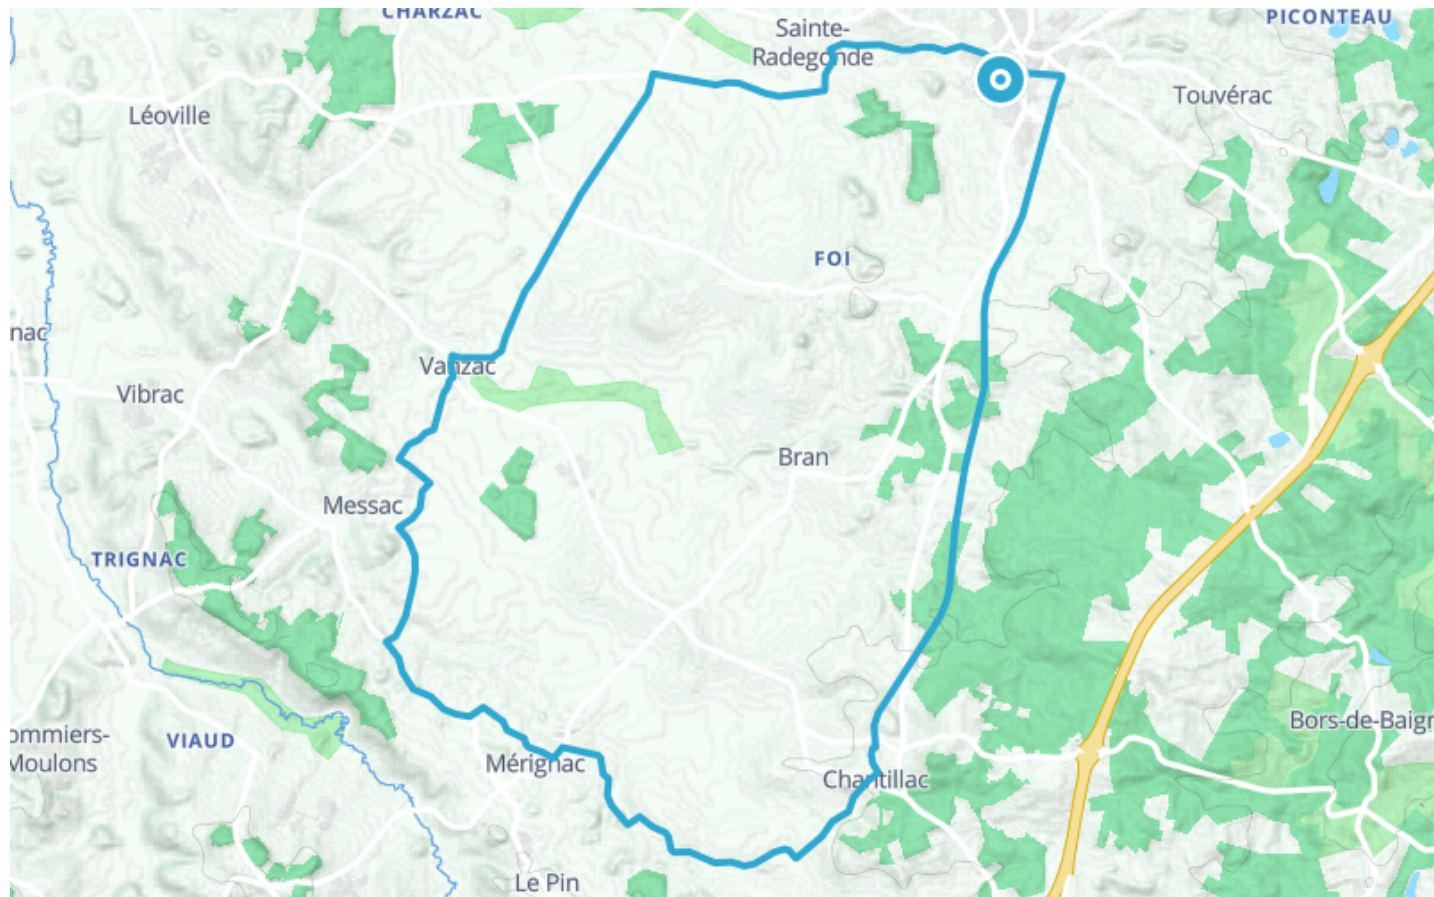 CHARZAC
PICONTEAU
Sainte-
Radegonde
Touvérac
Léoville
FOI
nac
Vanzac
Vibrac
Bran
Messac
TRIGNAC
Bors-de-Baigr
ommiers-
Moulons
VIAUD
Mérignac
Chantillac
Le Pin